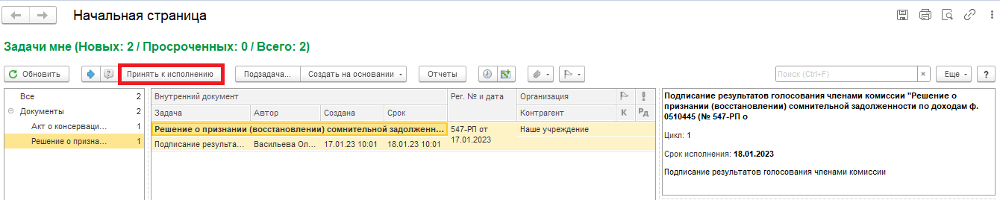 Начальная страница
Задачи мне (Новых: 2 / Просроченных: 0 / Всего: 2)
Обновить Принять к исполнению Подзадача... Создать на основании Отчеты Поиск (Ctrl+F) × Еще ?
Все 2
Документы 2
Акт о консерваци... 1
Решение о призна... 1
Внутренний документ Рег. № и дата Организация
Задача Автор Создана Срок Контрагент К Рд
Решение о признании (восстановлении) сомнительной задолженн... 547-РП от 17.01.2023 Наше учреждение
Подписание результа... Васильева Ол... 17.01.23 10:01 18.01.23 10:01
Подписание результатов голосования членами комиссии "Решение о
признании (восстановлении) сомнительной задолженности по доходам ф.
0510445 (№ 547-РП о
Цикл: 1
Срок исполнения: 18.01.2023
Подписание результатов голосования членами комиссии